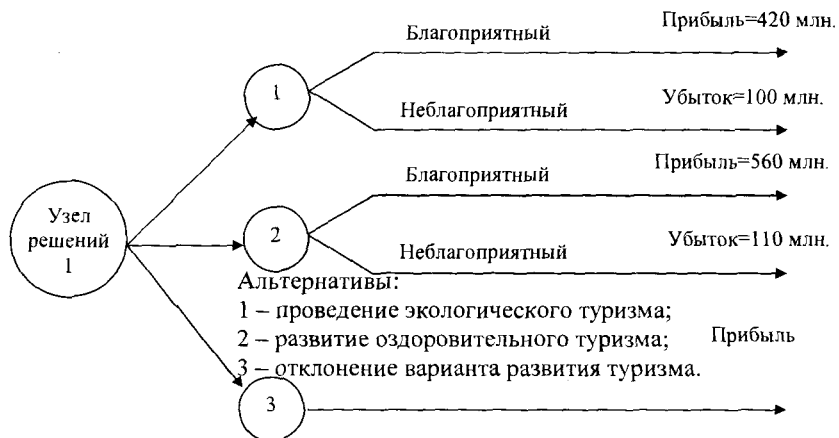 Прибыль=420 млн.
Благоприятный
1
Убыток=100 млн.
Неблагоприятный
Прибыль=560 млн.
Благоприятный
Узел
решений
1
2
Убыток=110 млн.
Неблагоприятный
Альтернативы:
1 – проведение экологического туризма;
2 – развитие оздоровительного туризма;
Прибыль
3 – отклонение варианта развития туризма.
3